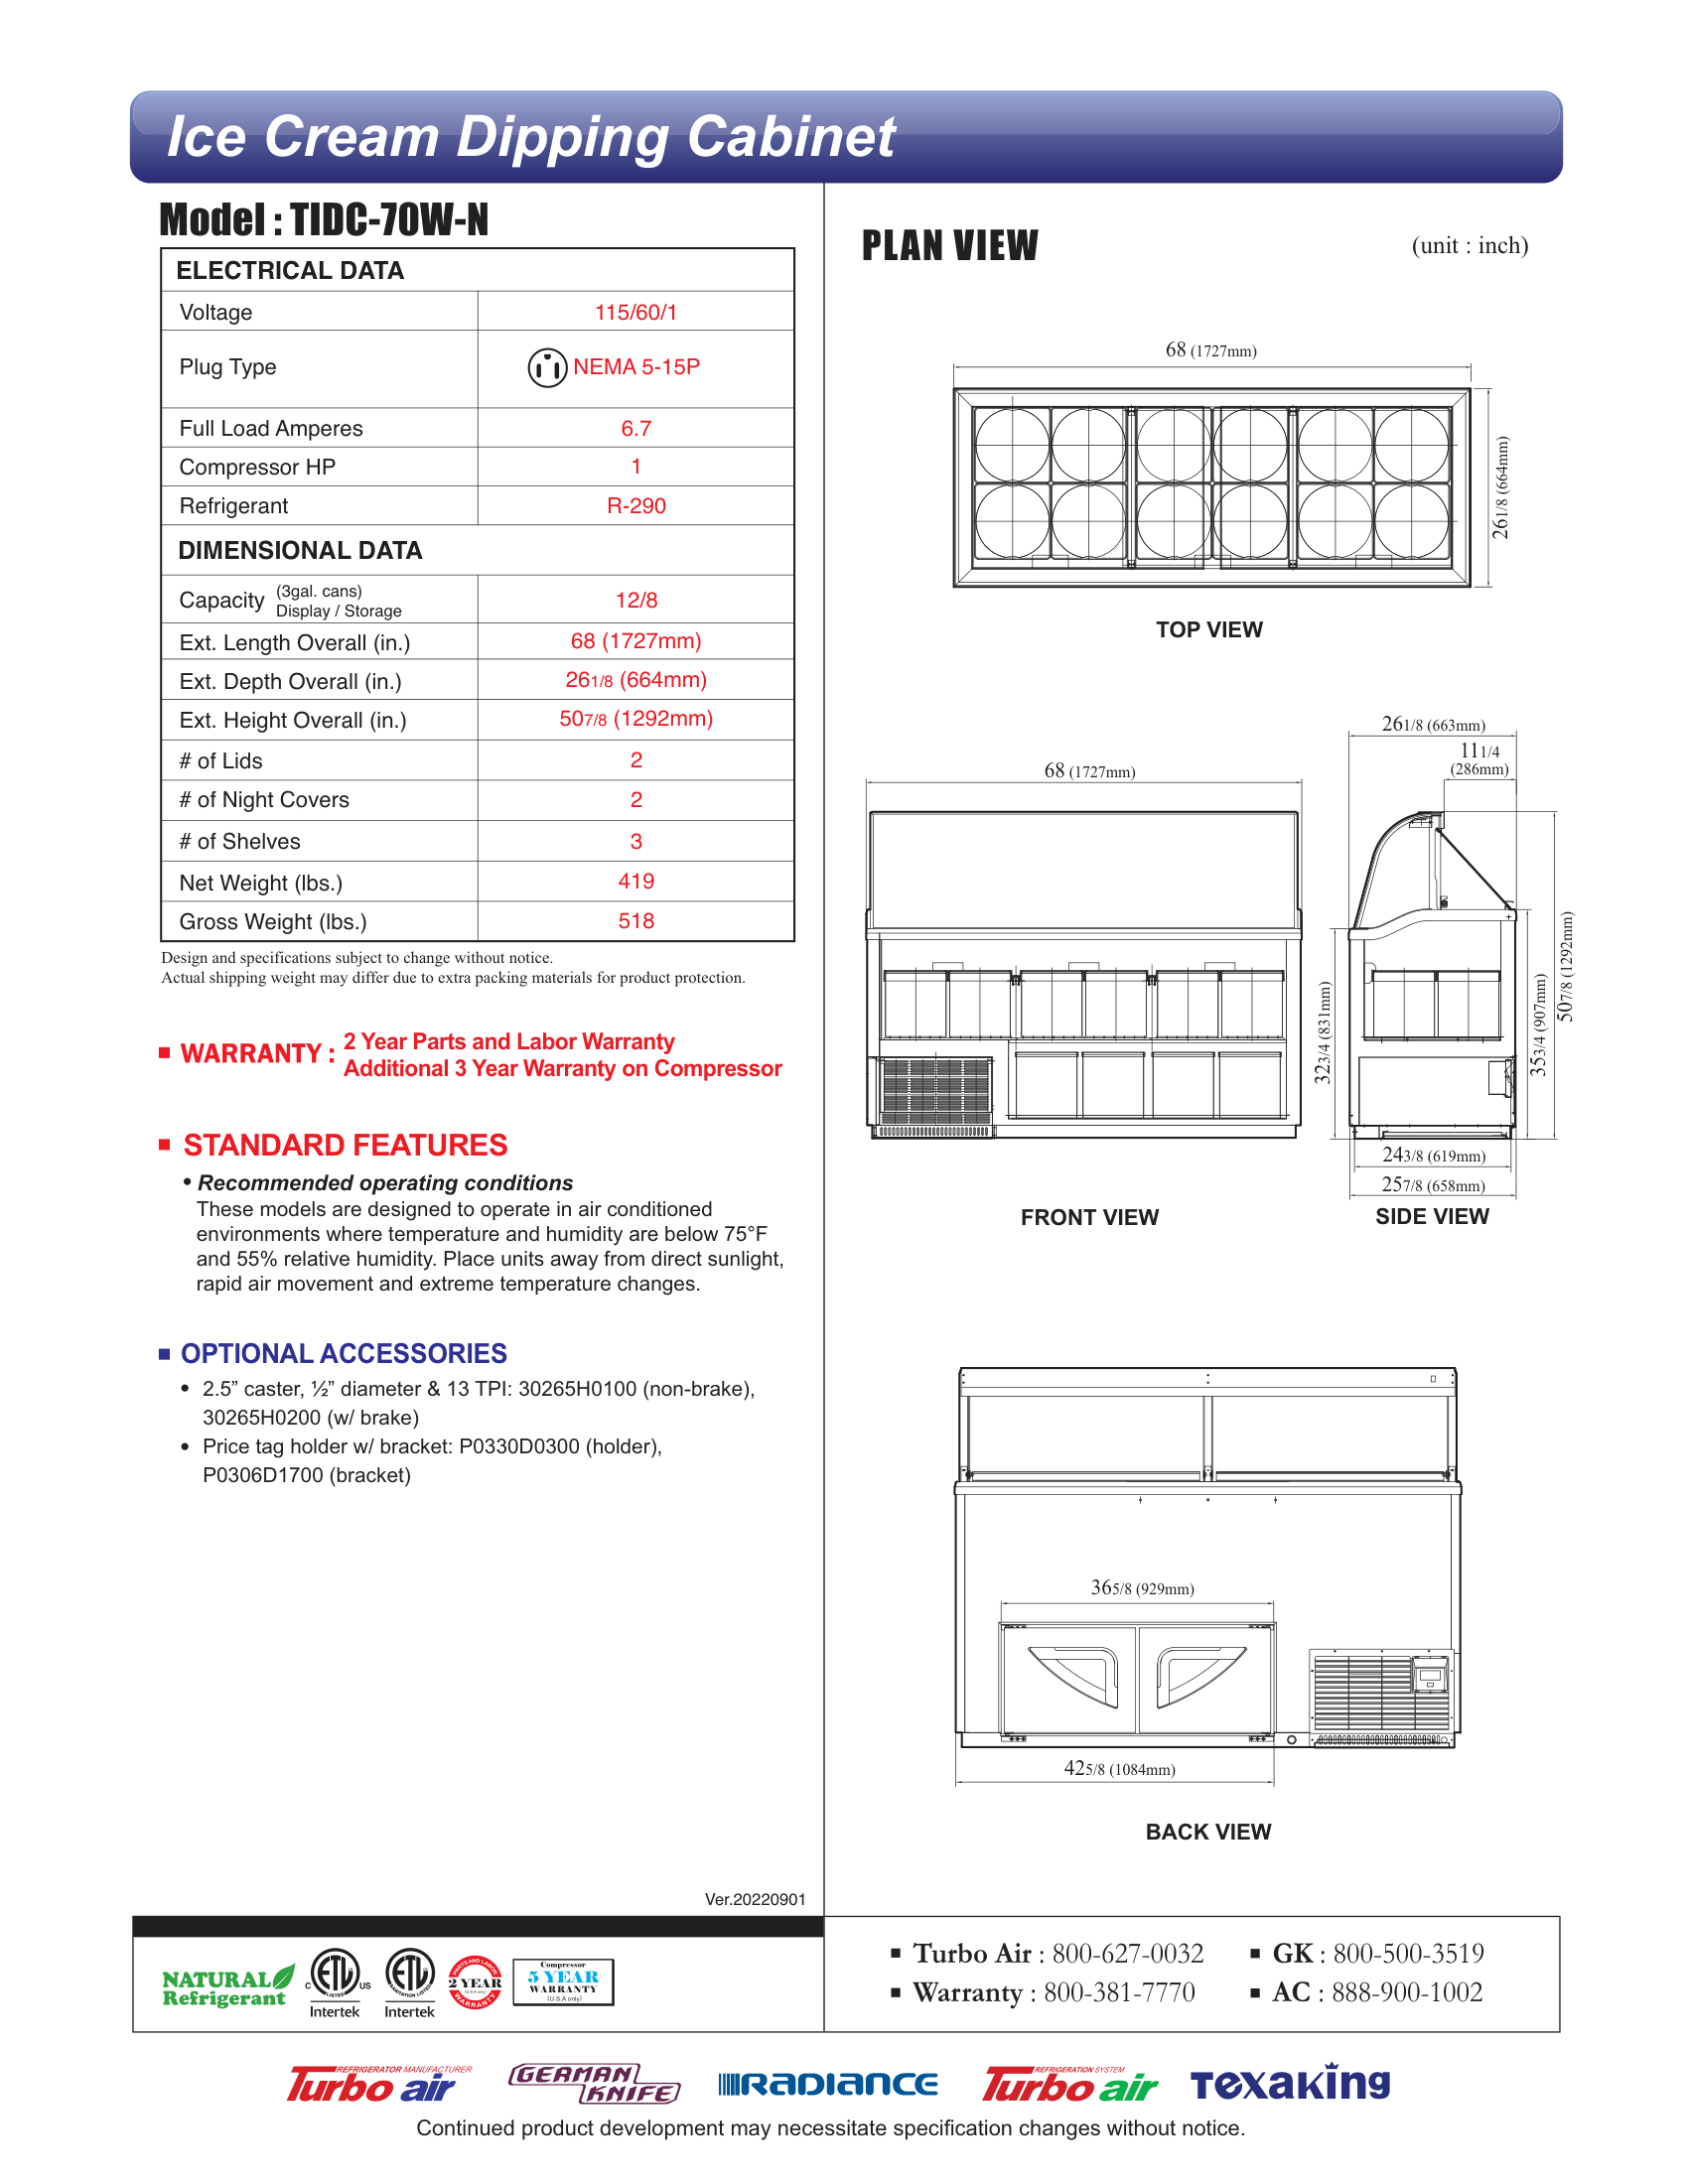 Ice Cream Dipping Cabinet
Model : TIDC-70W-N
ELECTRICAL DATA
Voltage 115/60/1
Plug Type NEMA 5-15P
Full Load Amperes 6.7
Compressor HP 1
Refrigerant R-290
DIMENSIONAL DATA
Capacity (3gal. cans) Display / Storage 12/8
Ext. Length Overall (in.) 68 (1727mm)
Ext. Depth Overall (in.) 26 1/8 (664mm)
Ext. Height Overall (in.) 50 7/8 (1292mm)
# of Lids 2
# of Night Covers 2
# of Shelves 3
Net Weight (lbs.) 419
Gross Weight (lbs.) 518
Design and specifications subject to change without notice.
Actual shipping weight may differ due to extra packing materials for product protection.
WARRANTY : 2 Year Parts and Labor Warranty
Additional 3 Year Warranty on Compressor
STANDARD FEATURES
• Recommended operating conditions
These models are designed to operate in air conditioned
environments where temperature and humidity are below 75°F
and 55% relative humidity. Place units away from direct sunlight,
rapid air movement and extreme temperature changes.
OPTIONAL ACCESSORIES
• 2.5” caster, ½” diameter & 13 TPI: 30265H0100 (non-brake),
30265H0200 (w/ brake)
• Price tag holder w/ bracket: P0330D0300 (holder),
P0306D1700 (bracket)
Ver.20220901
PLAN VIEW
(unit : inch)
68 (1727mm)
26 1/8 (664mm)
TOP VIEW
68 (1727mm)
32 3/4 (831mm)
FRONT VIEW
26 1/8 (663mm)
11 1/4
(286mm)
35 3/4 (907mm)
50 7/8 (1292mm)
24 3/8 (619mm)
25 7/8 (658mm)
SIDE VIEW
36 5/8 (929mm)
42 5/8 (1084mm)
BACK VIEW
NATURAL
Refrigerant
C ETL US
LISTED
Intertek
ETL
SANITATION LISTED
Intertek
PARTS AND LABOR
2 YEAR
(U.S.A only)
WARRANTY
Compressor
5 YEAR
WARRANTY
(U.S.A only)
Turbo Air : 800-627-0032
GK : 800-500-3519
Warranty : 800-381-7770
AC : 888-900-1002
REFRIGERATOR MANUFACTURER
Turbo air
GERMAN
KNIFE
RADIANCE
REFRIGERATION SYSTEM
Turbo air
Texaking
Continued product development may necessitate specification changes without notice.